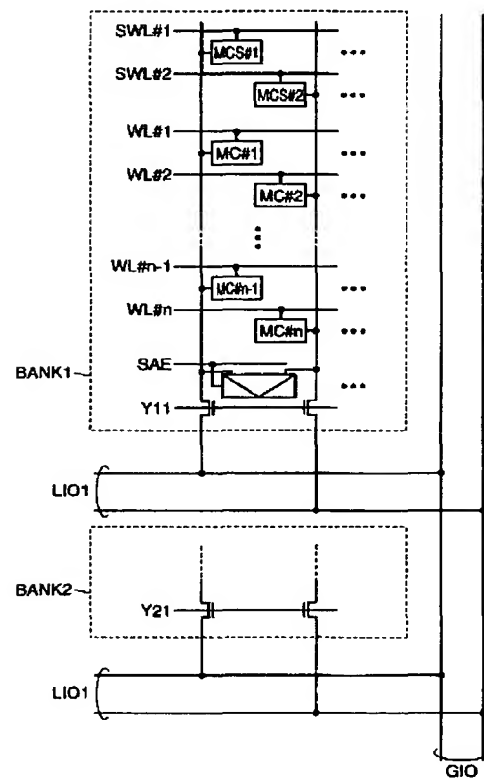 SWL#1
MCS#1
SWL#2
MCS#2
WL#1
MC#1
WL#2
MC#2
WL#n-1
MC#n-1
WL#n
MC#n
SAE
BANK1
Y11
LIO1
BANK2
Y21
LIO1
GIO